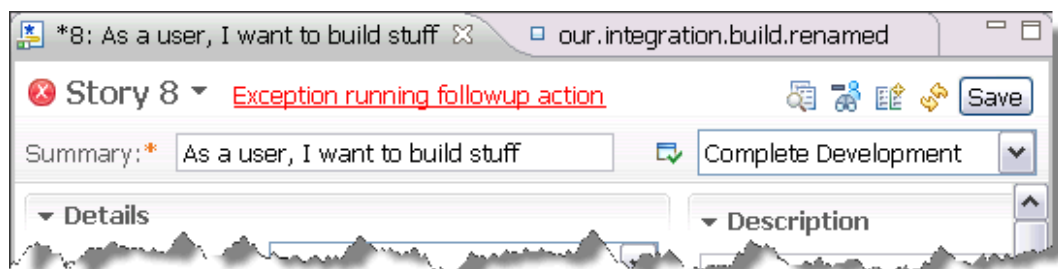 *8: As a user, I want to build stuff our.integration.build.renamed
Story 8 Exception running followup action Save
Summary:* As a user, I want to build stuff Complete Development
Details Description